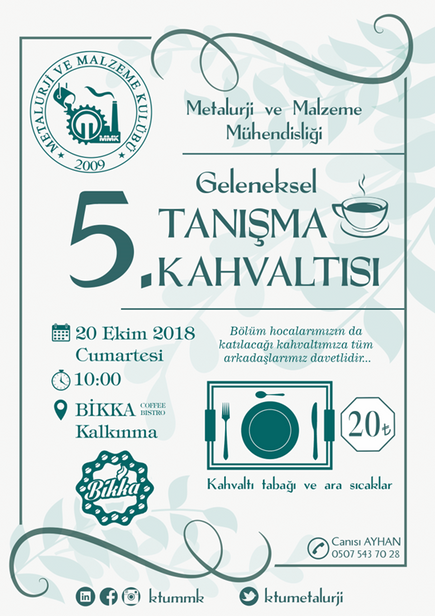 METALURJİ VE MALZEME KULÜBÜ
MMK
2009
Metalurji ve Malzeme
Mühendisliği
Geleneksel
5. TANIŞMA
KAHVALTISI
20 Ekim 2018
Cumartesi
10:00
BİKKA COFFEE BISTRO
Kalkınma
Bikka
Bölüm hocalarımızın da
katılacağı kahvaltımıza tüm
arkadaşlarımız davetlidir...
20₺
Kahvaltı tabağı ve ara sıcaklar
Canısı AYHAN
0507 543 70 28
ktummk
ktumetalurji